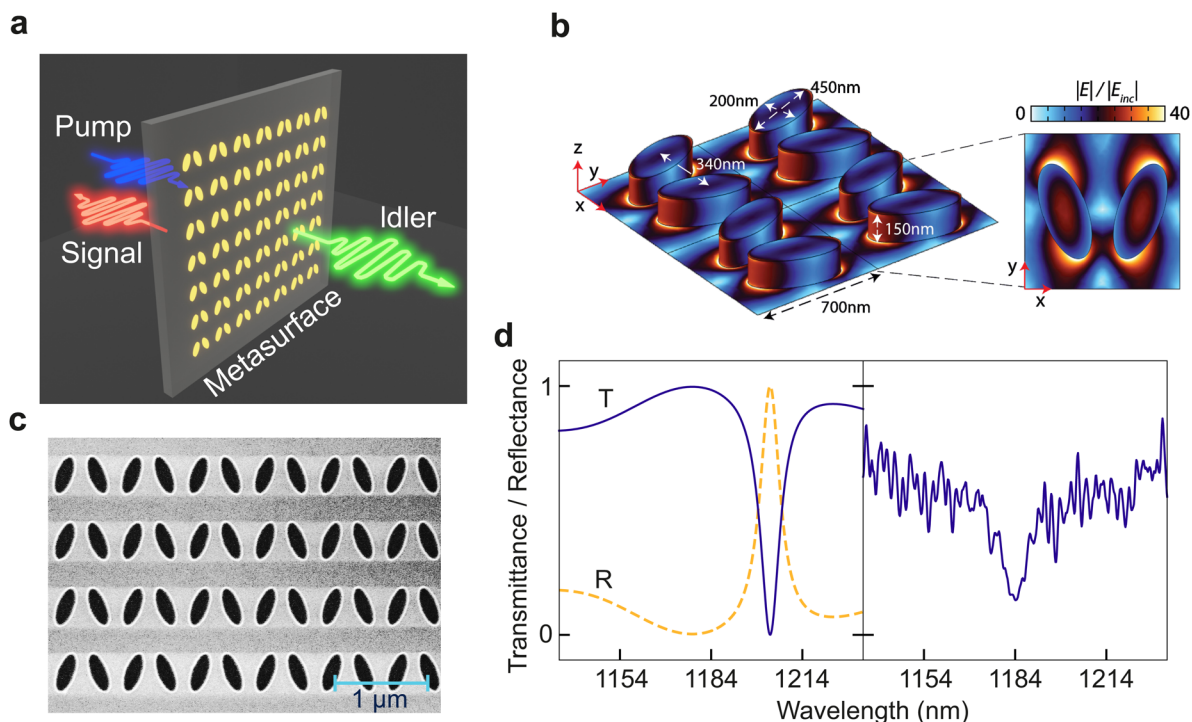 a
Pump
Signal
Idler
Metasurface
b
|E| / |E_inc|
0
40
200nm
450nm
340nm
150nm
700nm
z
y
x
y
x
c
1 μm
d
Transmittance / Reflectance
1
0
T
R
1154
1184
1214
1154
1184
1214
Wavelength (nm)